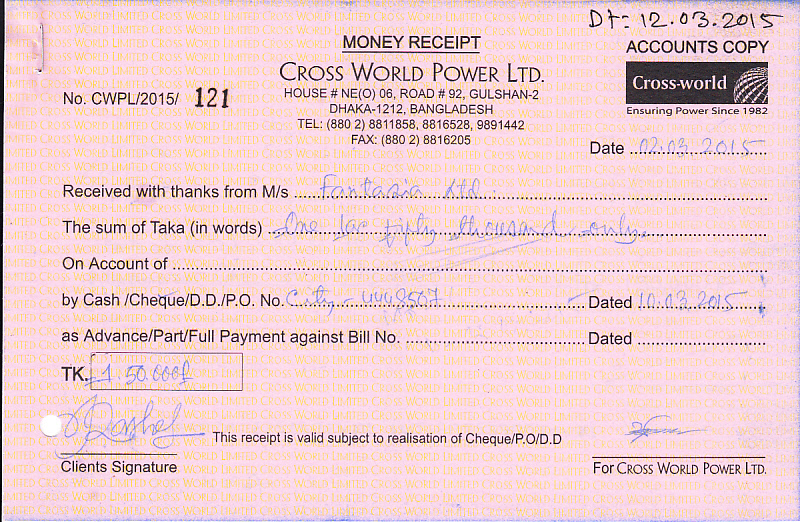 Dt: 12.03.2015
MONEY RECEIPT
ACCOUNTS COPY
CROSS WORLD POWER LTD.
Cross-world
No. CWPL/2015/ 121
HOUSE # NE(O) 06, ROAD # 92, GULSHAN-2
DHAKA-1212, BANGLADESH
Ensuring Power Since 1982
TEL: (880 2) 8811858, 8816528, 9891442
FAX: (880 2) 8816205
Date 02.03.2015
Received with thanks from M/s Fantasia Ltd.
The sum of Taka (in words) One lac fifty thousand only.
On Account of
by Cash /Cheque/D.D./P.O. No. City - 4448507 Dated 10.03.2015
as Advance/Part/Full Payment against Bill No. Dated
TK. 1,50,000/-
This receipt is valid subject to realisation of Cheque/P.O/D.D
Clients Signature
For CROSS WORLD POWER LTD.